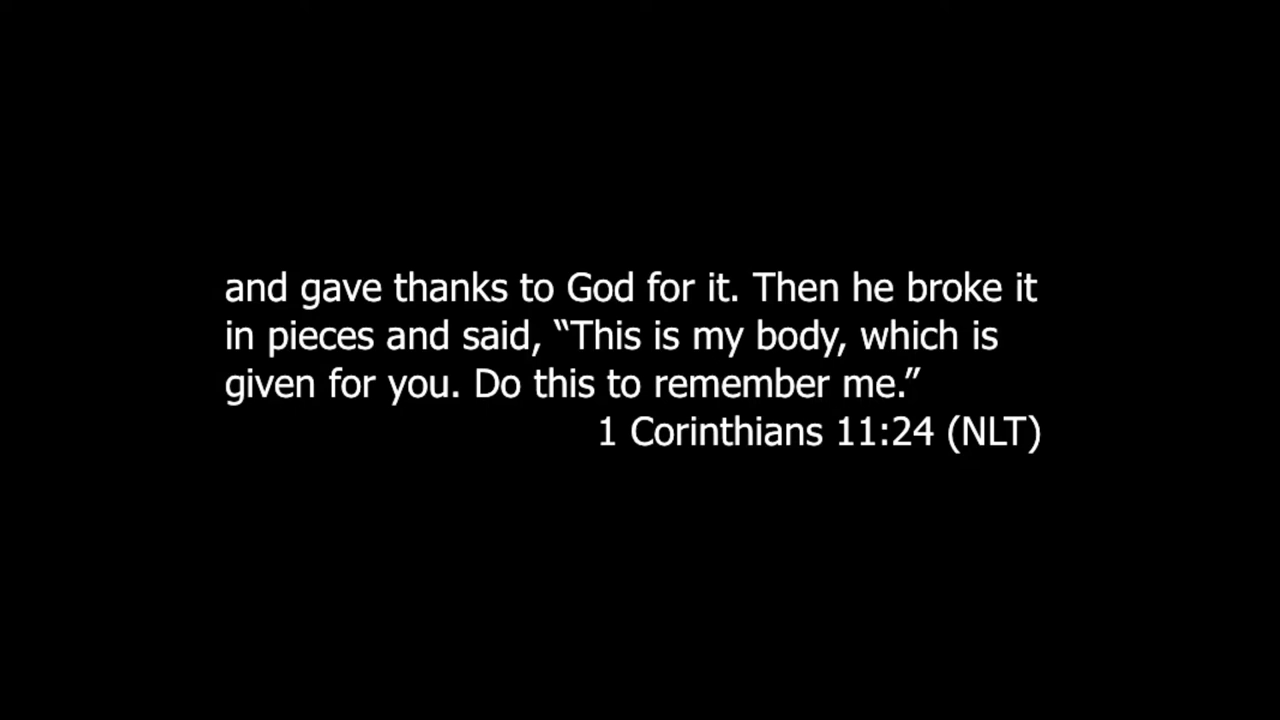 and gave thanks to God for it. Then he broke it
in pieces and said, “This is my body, which is
given for you. Do this to remember me.”
1 Corinthians 11:24 (NLT)